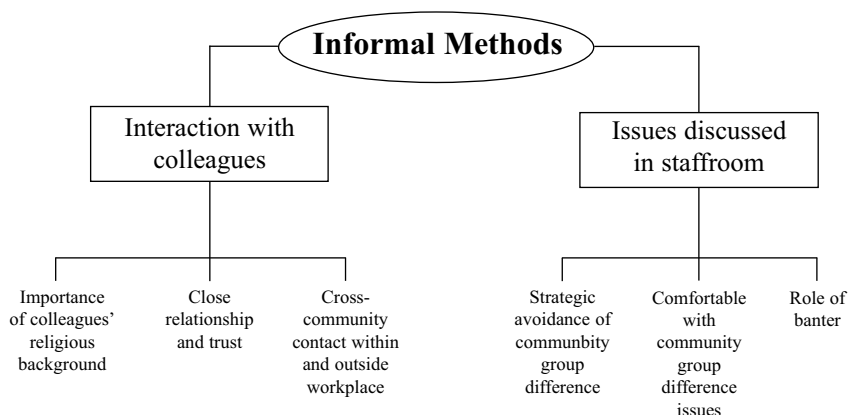 Informal Methods
Interaction with
colleagues
Issues discussed
in staffroom
Importance
of colleagues’
religious
background
Close
relationship
and trust
Cross-
community
contact within
and outside
workplace
Strategic
avoidance of
communbity
group
difference
Comfortable
with
community
group
difference
issues
Role of
banter